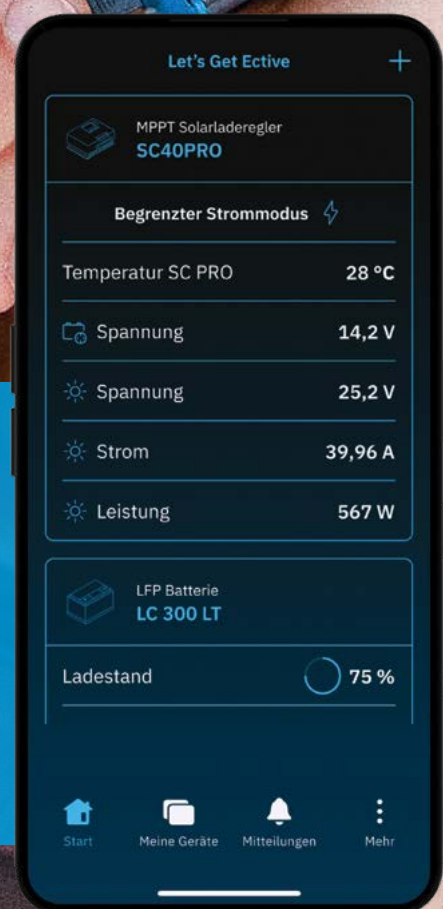 Let's Get Ective
MPPT Solarladeregler
SC40PRO
Begrenzter Strommodus
Temperatur SC PRO 28 °C
Spannung 14,2 V
Spannung 25,2 V
Strom 39,96 A
Leistung 567 W
LFP Batterie
LC 300 LT
Ladestand 75 %
Start Meine Geräte Mitteilungen Mehr